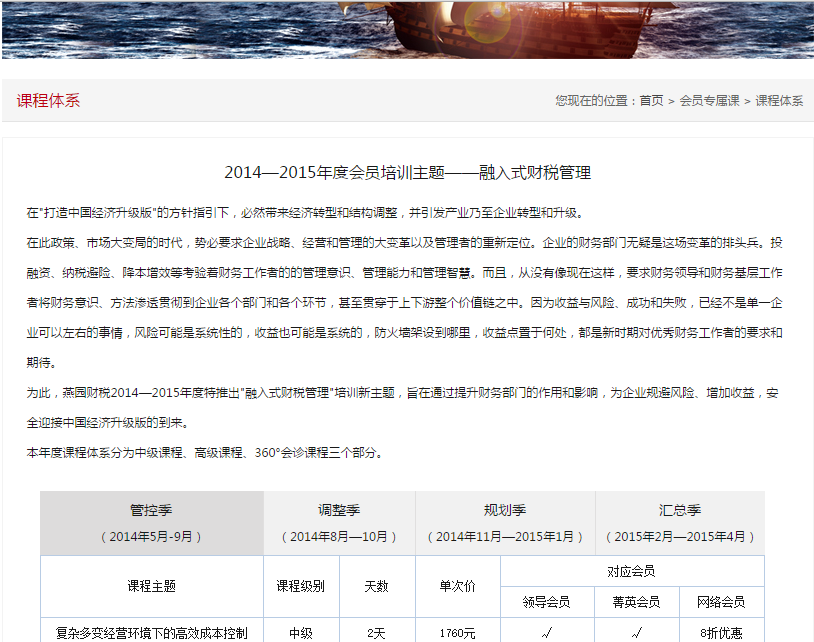 课程体系
您现在的位置：首页 > 会员专属课 > 课程体系
2014—2015年度会员培训主题——融入式财税管理
在"打造中国经济升级版"的方针指引下，必然带来经济转型和结构调整，并引发产业乃至企业转型和升级。
在此政策、市场大变局的时代，势必要求企业战略、经营和管理的大变革以及管理者的重新定位。企业的财务部门无疑是这场变革的排头兵。投
融资、纳税避险、降本增效等考验着财务工作者的的管理意识、管理能力和管理智慧。而且，从没有像现在这样，要求财务领导和财务基层工作
者将财务意识、方法渗透贯彻到企业各个部门和各个环节，甚至贯穿于上下游整个价值链之中。因为收益与风险、成功和失败，已经不是单一企
业可以左右的事情，风险可能是系统性的，收益也可能是系统的，防火墙架设到哪里，收益点置于何处，都是新时期对优秀财务工作者的要求和
期待。
为此，燕园财税2014—2015年度特推出"融入式财税管理"培训新主题，旨在通过提升财务部门的作用和影响，为企业规避风险、增加收益，安
全迎接中国经济升级版的到来。
本年度课程体系分为中级课程、高级课程、360°会诊课程三个部分。
管控季 调整季 规划季 汇总季
（2014年5月-9月） （2014年8月—10月） （2014年11月—2015年1月） （2015年2月—2015年4月）
课程主题 课程级别 天数 单次价 对应会员
领导会员 菁英会员 网络会员
复杂多变经营环境下的高效成本控制 中级 2天 1760元 √ √ 8折优惠